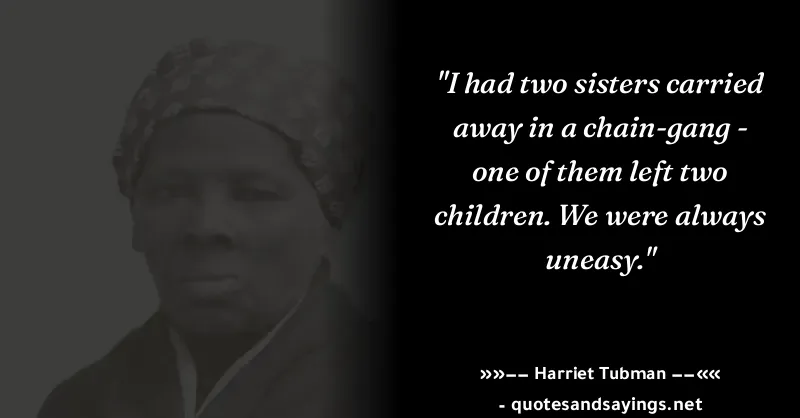 "I had two sisters carried
away in a chain-gang -
one of them left two
children. We were always
uneasy."
»»–– Harriet Tubman ––««
- quotesandsayings.net